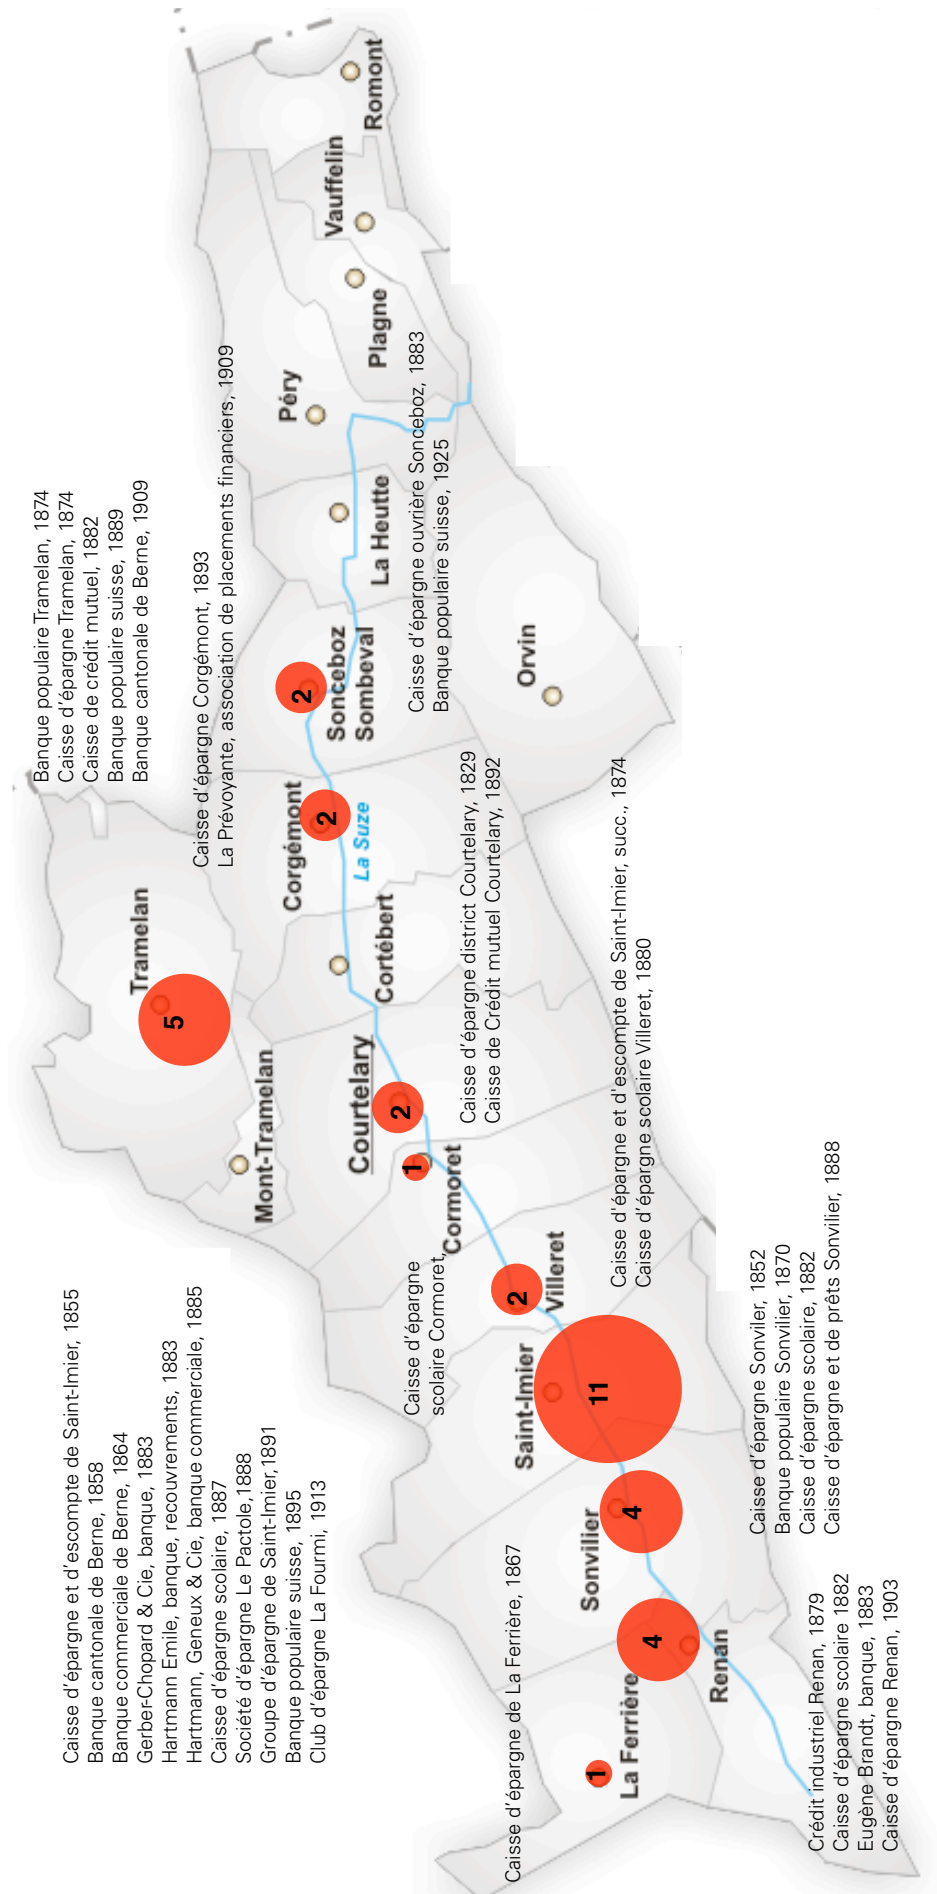 Caisse d'épargne et d'escompte de Saint-Imier, 1855
Banque cantonale de Berne, 1858
Banque commerciale de Berne, 1864
Gerber-Chopard & Cie, banque, 1883
Hartmann Emile, banque, recouvrements, 1883
Hartmann, Geneux & Cie, banque commerciale, 1885
Caisse d'épargne scolaire, 1887
Société d'épargne Le Pactole,1888
Groupe d'épargne de Saint-Imier,1891
Banque populaire suisse, 1895
Club d'épargne La Fourmi, 1913
Banque populaire Tramelan, 1874
Caisse d'épargne Tramelan, 1874
Caisse de crédit mutuel, 1882
Banque populaire suisse, 1889
Banque cantonale de Berne, 1909
Caisse d'épargne Corgémont, 1893
La Prévoyante, association de placements financiers, 1909
Tramelan
5
Mont-Tramelan
Péry
Romont
Vauffelin
Plagne
La Heutte
2
Sonceboz
Sombeval
Caisse d'épargne ouvrière Sonceboz, 1883
Banque populaire suisse, 1925
Corgémont
2
La Suze
Cortébert
Orvin
Courtelary
2
1
Cormoret
Caisse d'épargne
scolaire Cormoret,
Caisse d'épargne district Courtelary, 1829
Caisse de Crédit mutuel Courtelary, 1892
2
Villeret
Caisse d'épargne et d'escompte de Saint-Imier, succ., 1874
Caisse d'épargne scolaire Villeret, 1880
Saint-Imier
11
Sonvilier
4
Caisse d'épargne Sonviler, 1852
Banque populaire Sonvilier, 1870
Caisse d'épargne scolaire, 1882
Caisse d'épargne et de prêts Sonvilier, 1888
Caisse d'épargne de La Ferrière, 1867
1
La Ferrière
4
Renan
Crédit industriel Renan, 1879
Caisse d'épargne scolaire 1882
Eugène Brandt, banque, 1883
Caisse d'épargne Renan, 1903